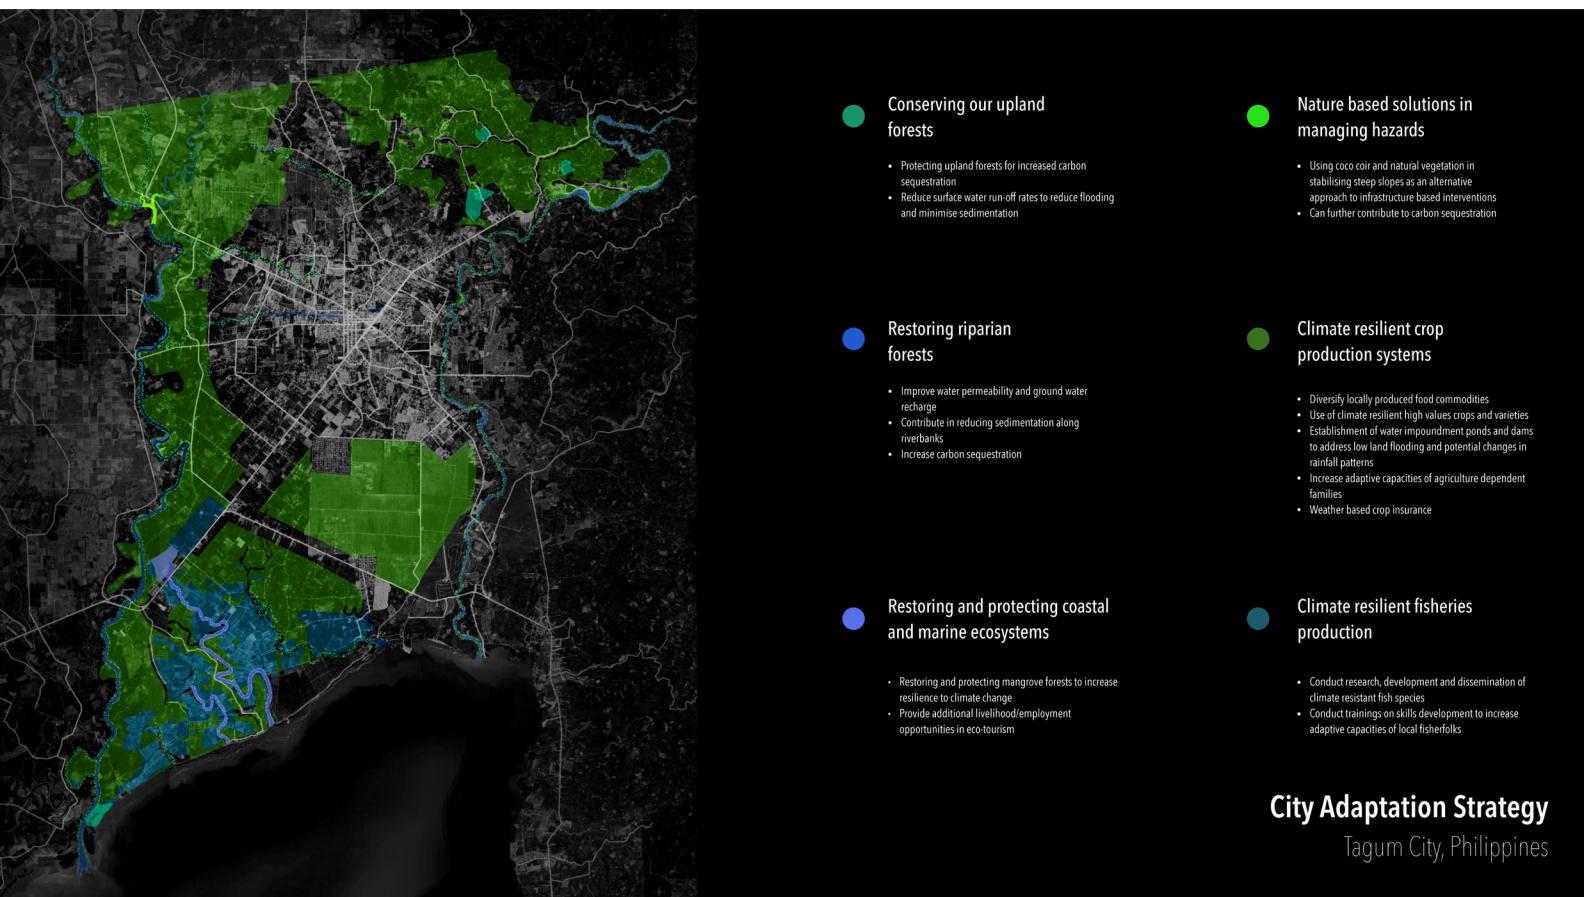 Conserving our upland
forests
• Protecting upland forests for increased carbon
sequestration
• Reduce surface water run-off rates to reduce flooding
and minimise sedimentation
Nature based solutions in
managing hazards
• Using coco coir and natural vegetation in
stabilising steep slopes as an alternative
approach to infrastructure based interventions
• Can further contribute to carbon sequestration
Restoring riparian
forests
• Improve water permeability and ground water
recharge
• Contribute in reducing sedimentation along
riverbanks
• Increase carbon sequestration
Climate resilient crop
production systems
• Diversify locally produced food commodities
• Use of climate resilient high values crops and varieties
• Establishment of water impoundment ponds and dams
to address low land flooding and potential changes in
rainfall patterns
• Increase adaptive capacities of agriculture dependent
families
• Weather based crop insurance
Restoring and protecting coastal
and marine ecosystems
• Restoring and protecting mangrove forests to increase
resilience to climate change
• Provide additional livelihood/employment
opportunities in eco-tourism
Climate resilient fisheries
production
• Conduct research, development and dissemination of
climate resistant fish species
• Conduct trainings on skills development to increase
adaptive capacities of local fisherfolks
City Adaptation Strategy
Tagum City, Philippines